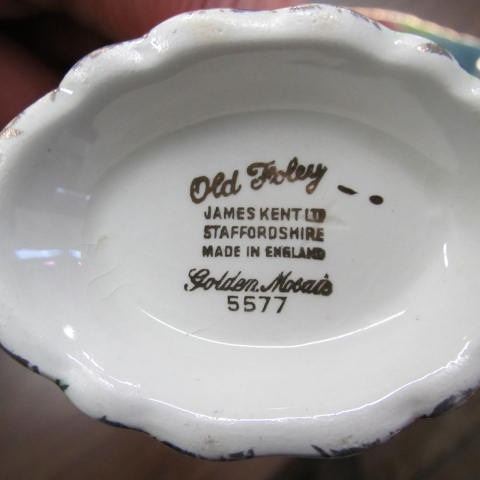 Old Foley
JAMES KENT LTD
STAFFORDSHIRE
MADE IN ENGLAND
Golden Mosaic
5577